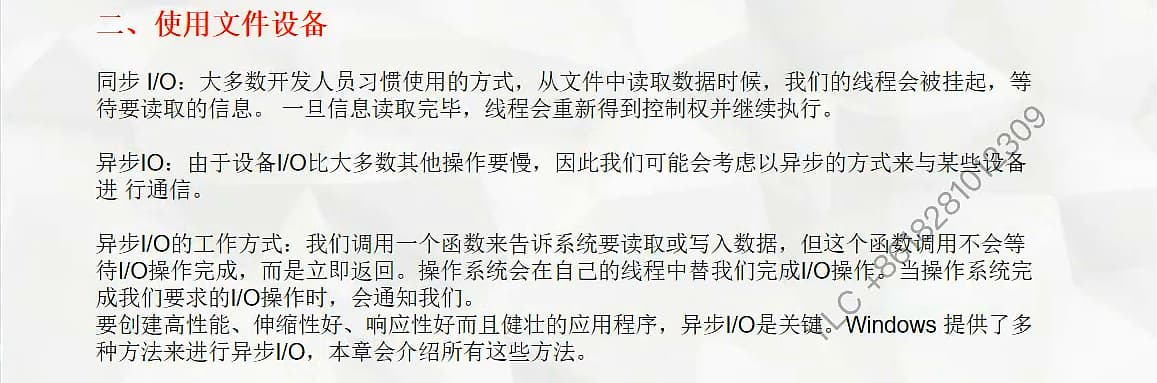 二、使用文件设备
同步 I/O：大多数开发人员习惯使用的方式，从文件中读取数据时候，我们的线程会被挂起，等
待要读取的信息。 一旦信息读取完毕，线程会重新得到控制权并继续执行。
异步IO：由于设备I/O比大多数其他操作要慢，因此我们可能会考虑以异步的方式来与某些设备
进 行通信。
异步I/O的工作方式：我们调用一个函数来告诉系统要读取或写入数据，但这个函数调用不会等
待I/O操作完成，而是立即返回。操作系统会在自己的线程中替我们完成I/O操作。当操作系统完
成我们要求的I/O操作时，会通知我们。
要创建高性能、伸缩性好、响应性好而且健壮的应用程序，异步I/O是关键。Windows 提供了多
种方法来进行异步I/O，本章会介绍所有这些方法。